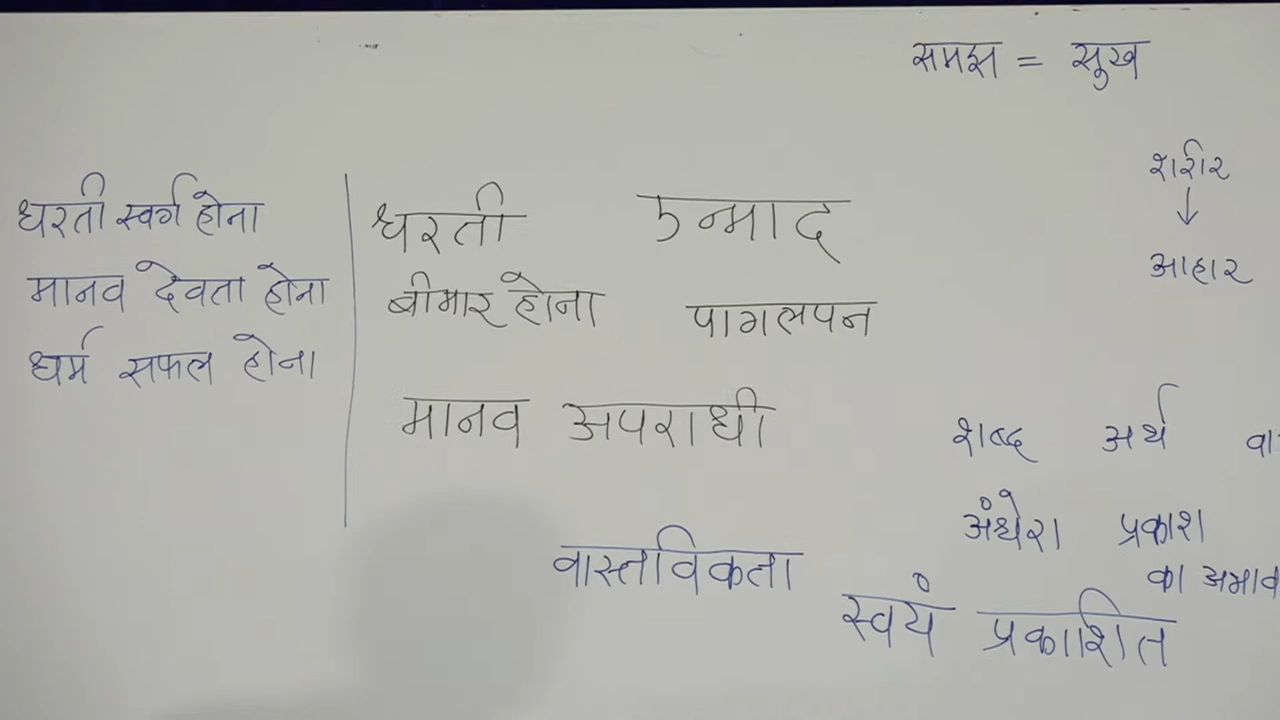 समझ = सुख
शरीर
↓
आहार
धरती स्वर्ग होना
मानव देवता होना
धर्म सफल होना
धरती उन्माद
बीमार होना पागलपन
मानव अपराधी
शब्द अर्थ
अंधेरा प्रकाश
का अभाव
वास्तविकता
स्वयं प्रकाशित